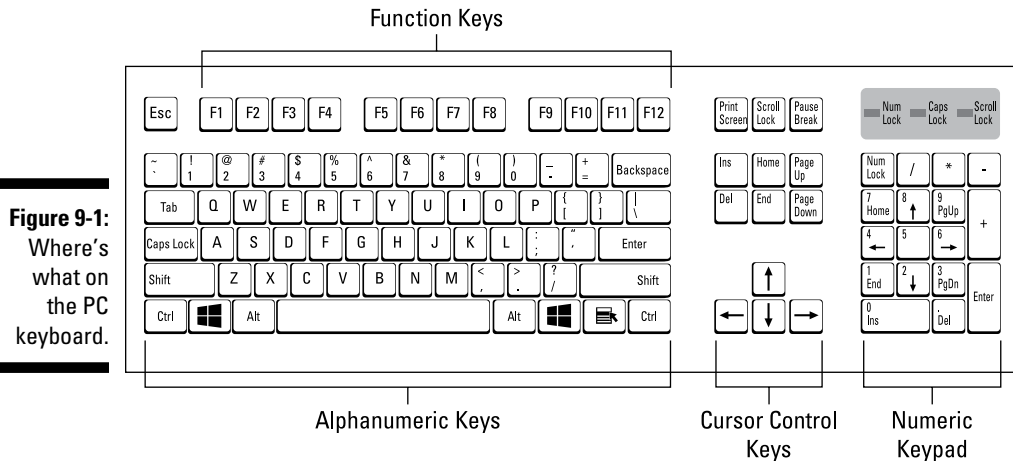 Function Keys
Esc F1 F2 F3 F4 F5 F6 F7 F8 F9 F10 F11 F12
Print Screen Scroll Lock Pause Break
Num Lock Caps Lock Scroll Lock
~ ` ! 1 @ 2 # 3 $ 4 % 5 ^ 6 & 7 * 8 ( 9 ) 0 _ - + = Backspace
Ins Home Page Up
Num Lock / * -
Tab Q W E R T Y U I O P { [ } ] | \
Del End Page Down
7 Home 8 ↑ 9 PgUp +
Caps Lock A S D F G H J K L : ; " ' Enter
4 ← 5 6 →
Shift Z X C V B N M < , > . ? / Shift
↑
1 End 2 ↓ 3 PgDn Enter
Ctrl Alt Alt Ctrl
← ↓ →
0 Ins . Del
Figure 9-1:
Where's
what on
the PC
keyboard.
Alphanumeric Keys
Cursor Control
Keys
Numeric
Keypad